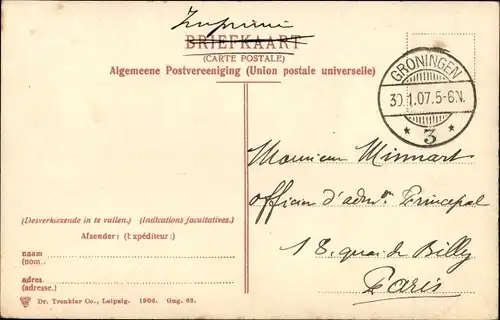 Imprimé
BRIEFKAART
(CARTE POSTALE)
Algemeene Postvereeniging (Union postale universelle)
GRONINGEN
30.1.07.5-6N.
* 3 *
Monsieur Minnart
Officier d'admon Principal
18. quai de Billy
Paris
(Desverkiezende in te vullen.) (Indications facultatives.)
Afzender: (Expéditeur:)
naam
(nom.)
adres.
(adresse.)
Dr. Trenkler Co., Leipzig. 1906. Gng. 63.